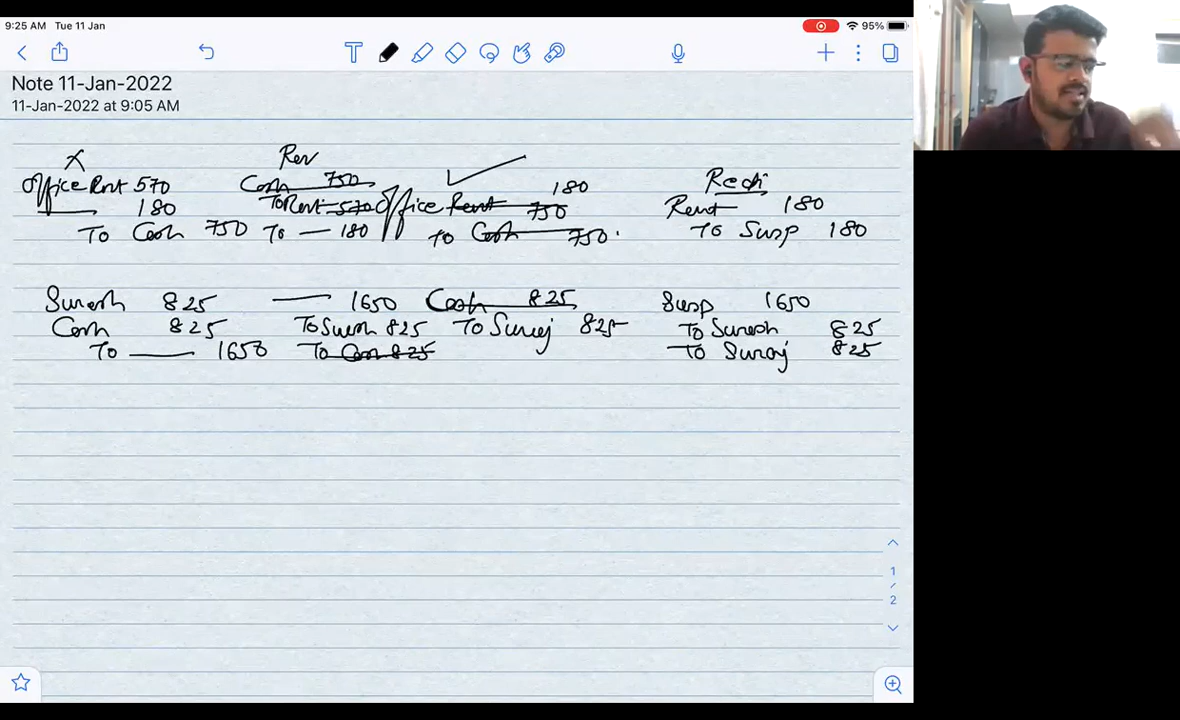 9:25 AM Tue 11 Jan
95%
T
Note 11-Jan-2022
11-Jan-2022 at 9:05 AM
X Rev Recti
Office Rent 570 Cash 750 180 Rent 180
180 To Rent 570 Office Rent 750 To Susp 180
To Cash 750 To 180 To Cash 750.
Suresh 825 1650 Cash 825 Susp 1650
Cash 825 To Suresh 825 To Suraj 825 To Suresh 825
To 1650 To Cash 825 To Suraj 825
1
/
2